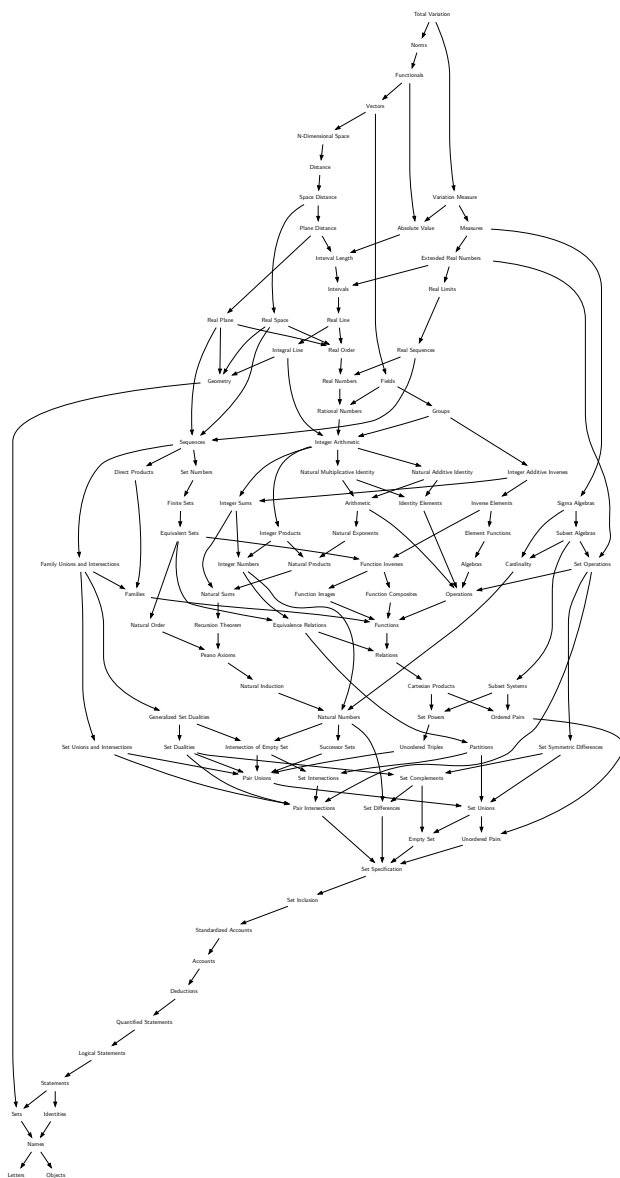 Total Variation
Norms
Functionals
Vectors
N-Dimensional Space
Distance
Space Distance
Variation Measure
Plane Distance
Absolute Value
Measures
Interval Length
Extended Real Numbers
Intervals
Real Limits
Real Plane
Real Space
Real Line
Integral Line
Real Order
Real Sequences
Geometry
Real Numbers
Fields
Rational Numbers
Groups
Sequences
Integer Arithmetic
Direct Products
Set Numbers
Natural Multiplicative Identity
Natural Additive Identity
Integer Additive Inverses
Finite Sets
Integer Sums
Arithmetic
Identity Elements
Inverse Elements
Sigma Algebras
Equivalent Sets
Integer Products
Natural Exponents
Element Functions
Subset Algebras
Family Unions and Intersections
Integer Numbers
Natural Products
Function Inverses
Algebras
Cardinality
Set Operations
Families
Natural Sums
Function Images
Function Composites
Operations
Natural Order
Recursion Theorem
Equivalence Relations
Functions
Peano Axioms
Relations
Natural Induction
Cartesian Products
Subset Systems
Generalized Set Dualities
Natural Numbers
Set Powers
Ordered Pairs
Set Unions and Intersections
Set Dualities
Intersection of Empty Set
Successor Sets
Unordered Triples
Partitions
Set Symmetric Differences
Pair Unions
Set Intersections
Set Complements
Pair Intersections
Set Differences
Set Unions
Empty Set
Unordered Pairs
Set Specification
Set Inclusion
Standardized Accounts
Accounts
Deductions
Quantified Statements
Logical Statements
Statements
Sets
Identities
Names
Letters
Objects